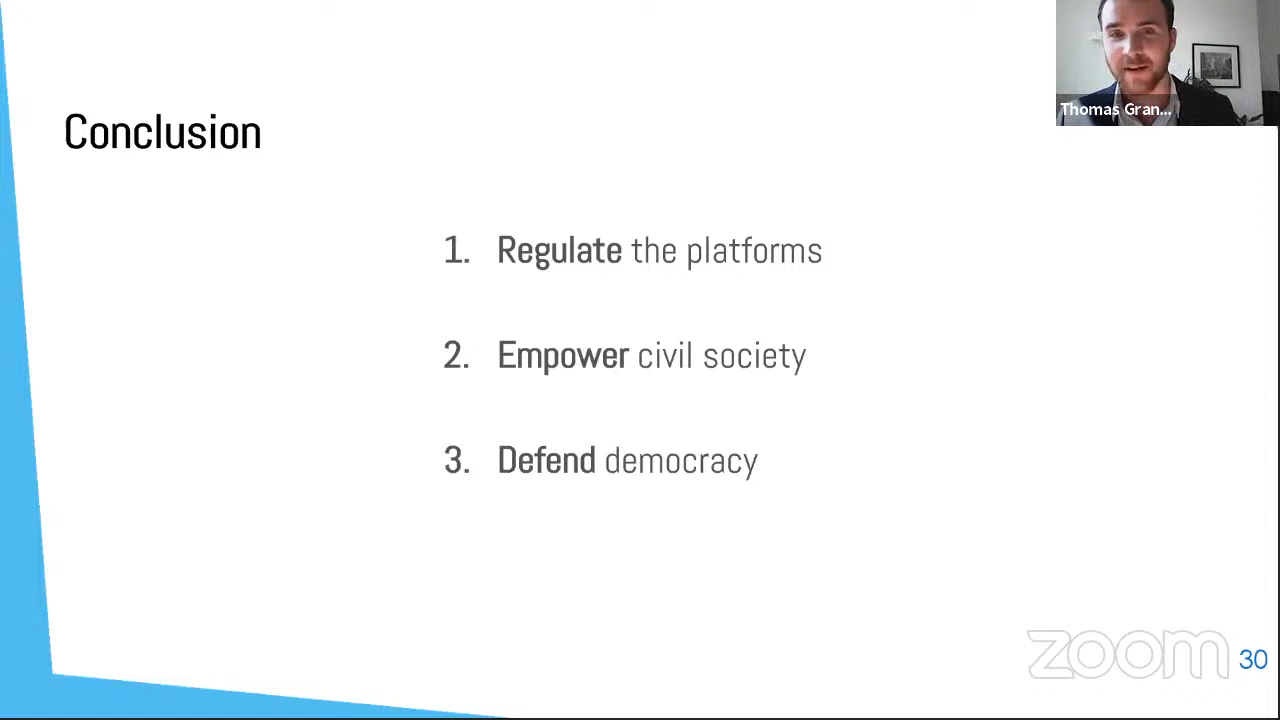 Thomas Gran...
Conclusion
1. Regulate the platforms
2. Empower civil society
3. Defend democracy
zoom
30